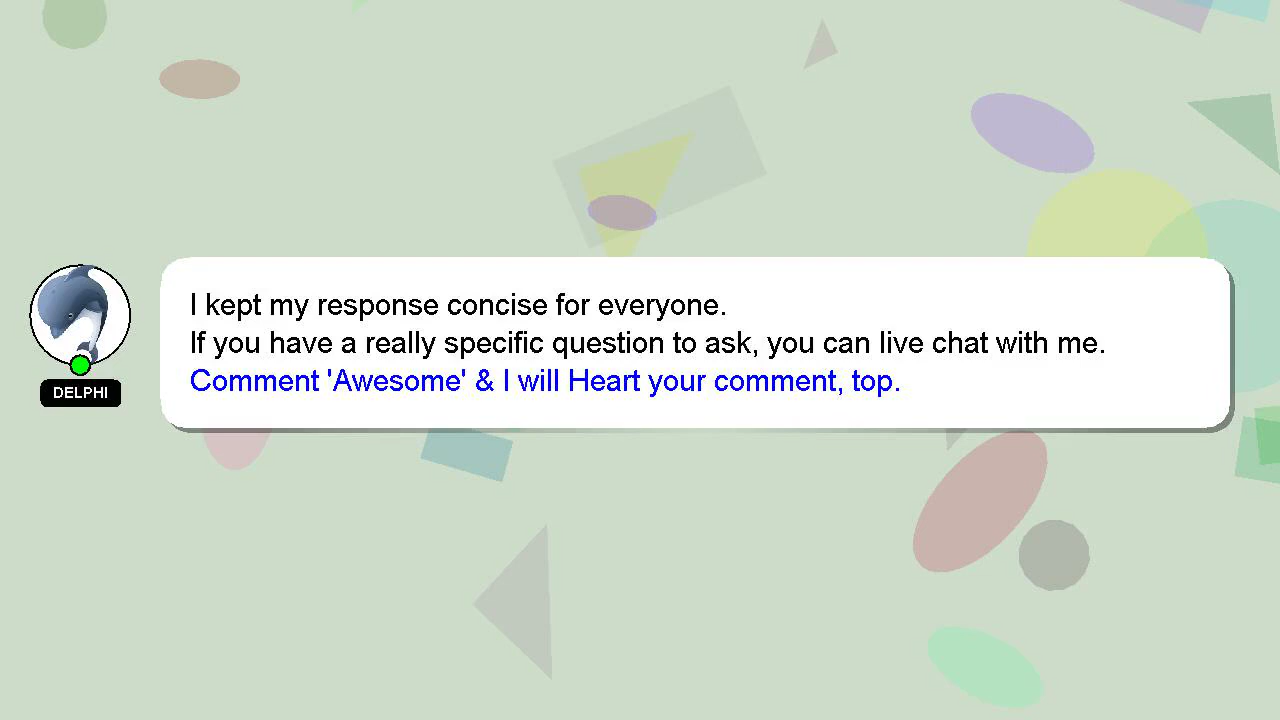 I kept my response concise for everyone.
If you have a really specific question to ask, you can live chat with me.
Comment 'Awesome' & I will Heart your comment, top.
DELPHI